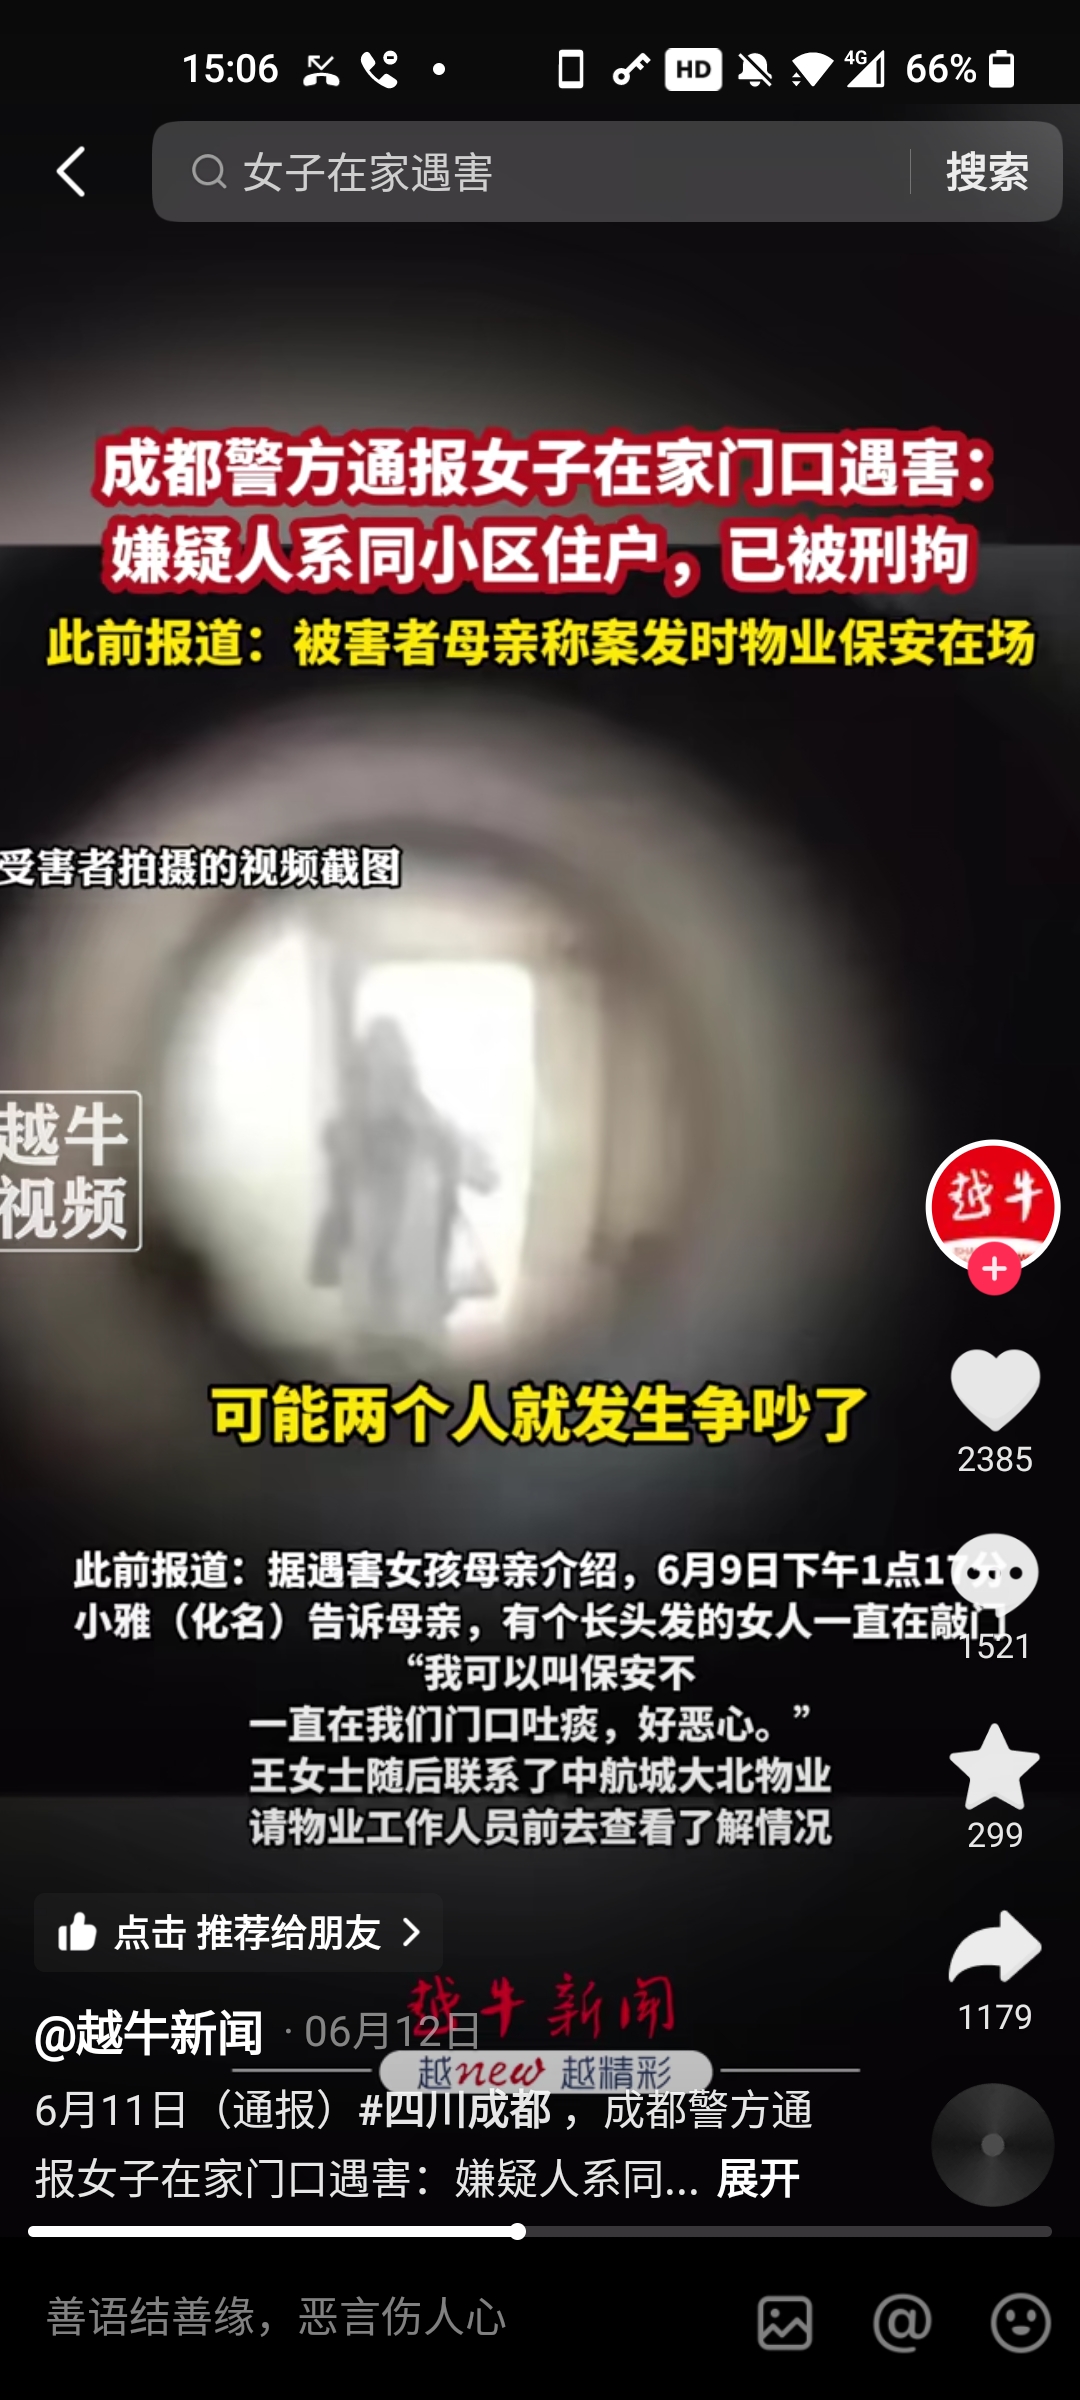 15:06
HD
4G
66%
女子在家遇害
搜索
成都警方通报女子在家门口遇害：
嫌疑人系同小区住户，已被刑拘
此前报道：被害者母亲称案发时物业保安在场
受害者拍摄的视频截图
越牛
视频
越牛
可能两个人就发生争吵了
2385
此前报道：据遇害女孩母亲介绍，6月9日下午1点17分
小雅（化名）告诉母亲，有个长头发的女人一直在敲门
1521
“我可以叫保安不
一直在我们门口吐痰，好恶心。”
王女士随后联系了中航城大北物业
请物业工作人员前去查看了解情况
299
点击 推荐给朋友
越牛新闻
1179
@越牛新闻 · 06月12日
越new 越精彩
6月11日（通报）#四川成都 ，成都警方通
报女子在家门口遇害：嫌疑人系同... 展开
善语结善缘，恶言伤人心